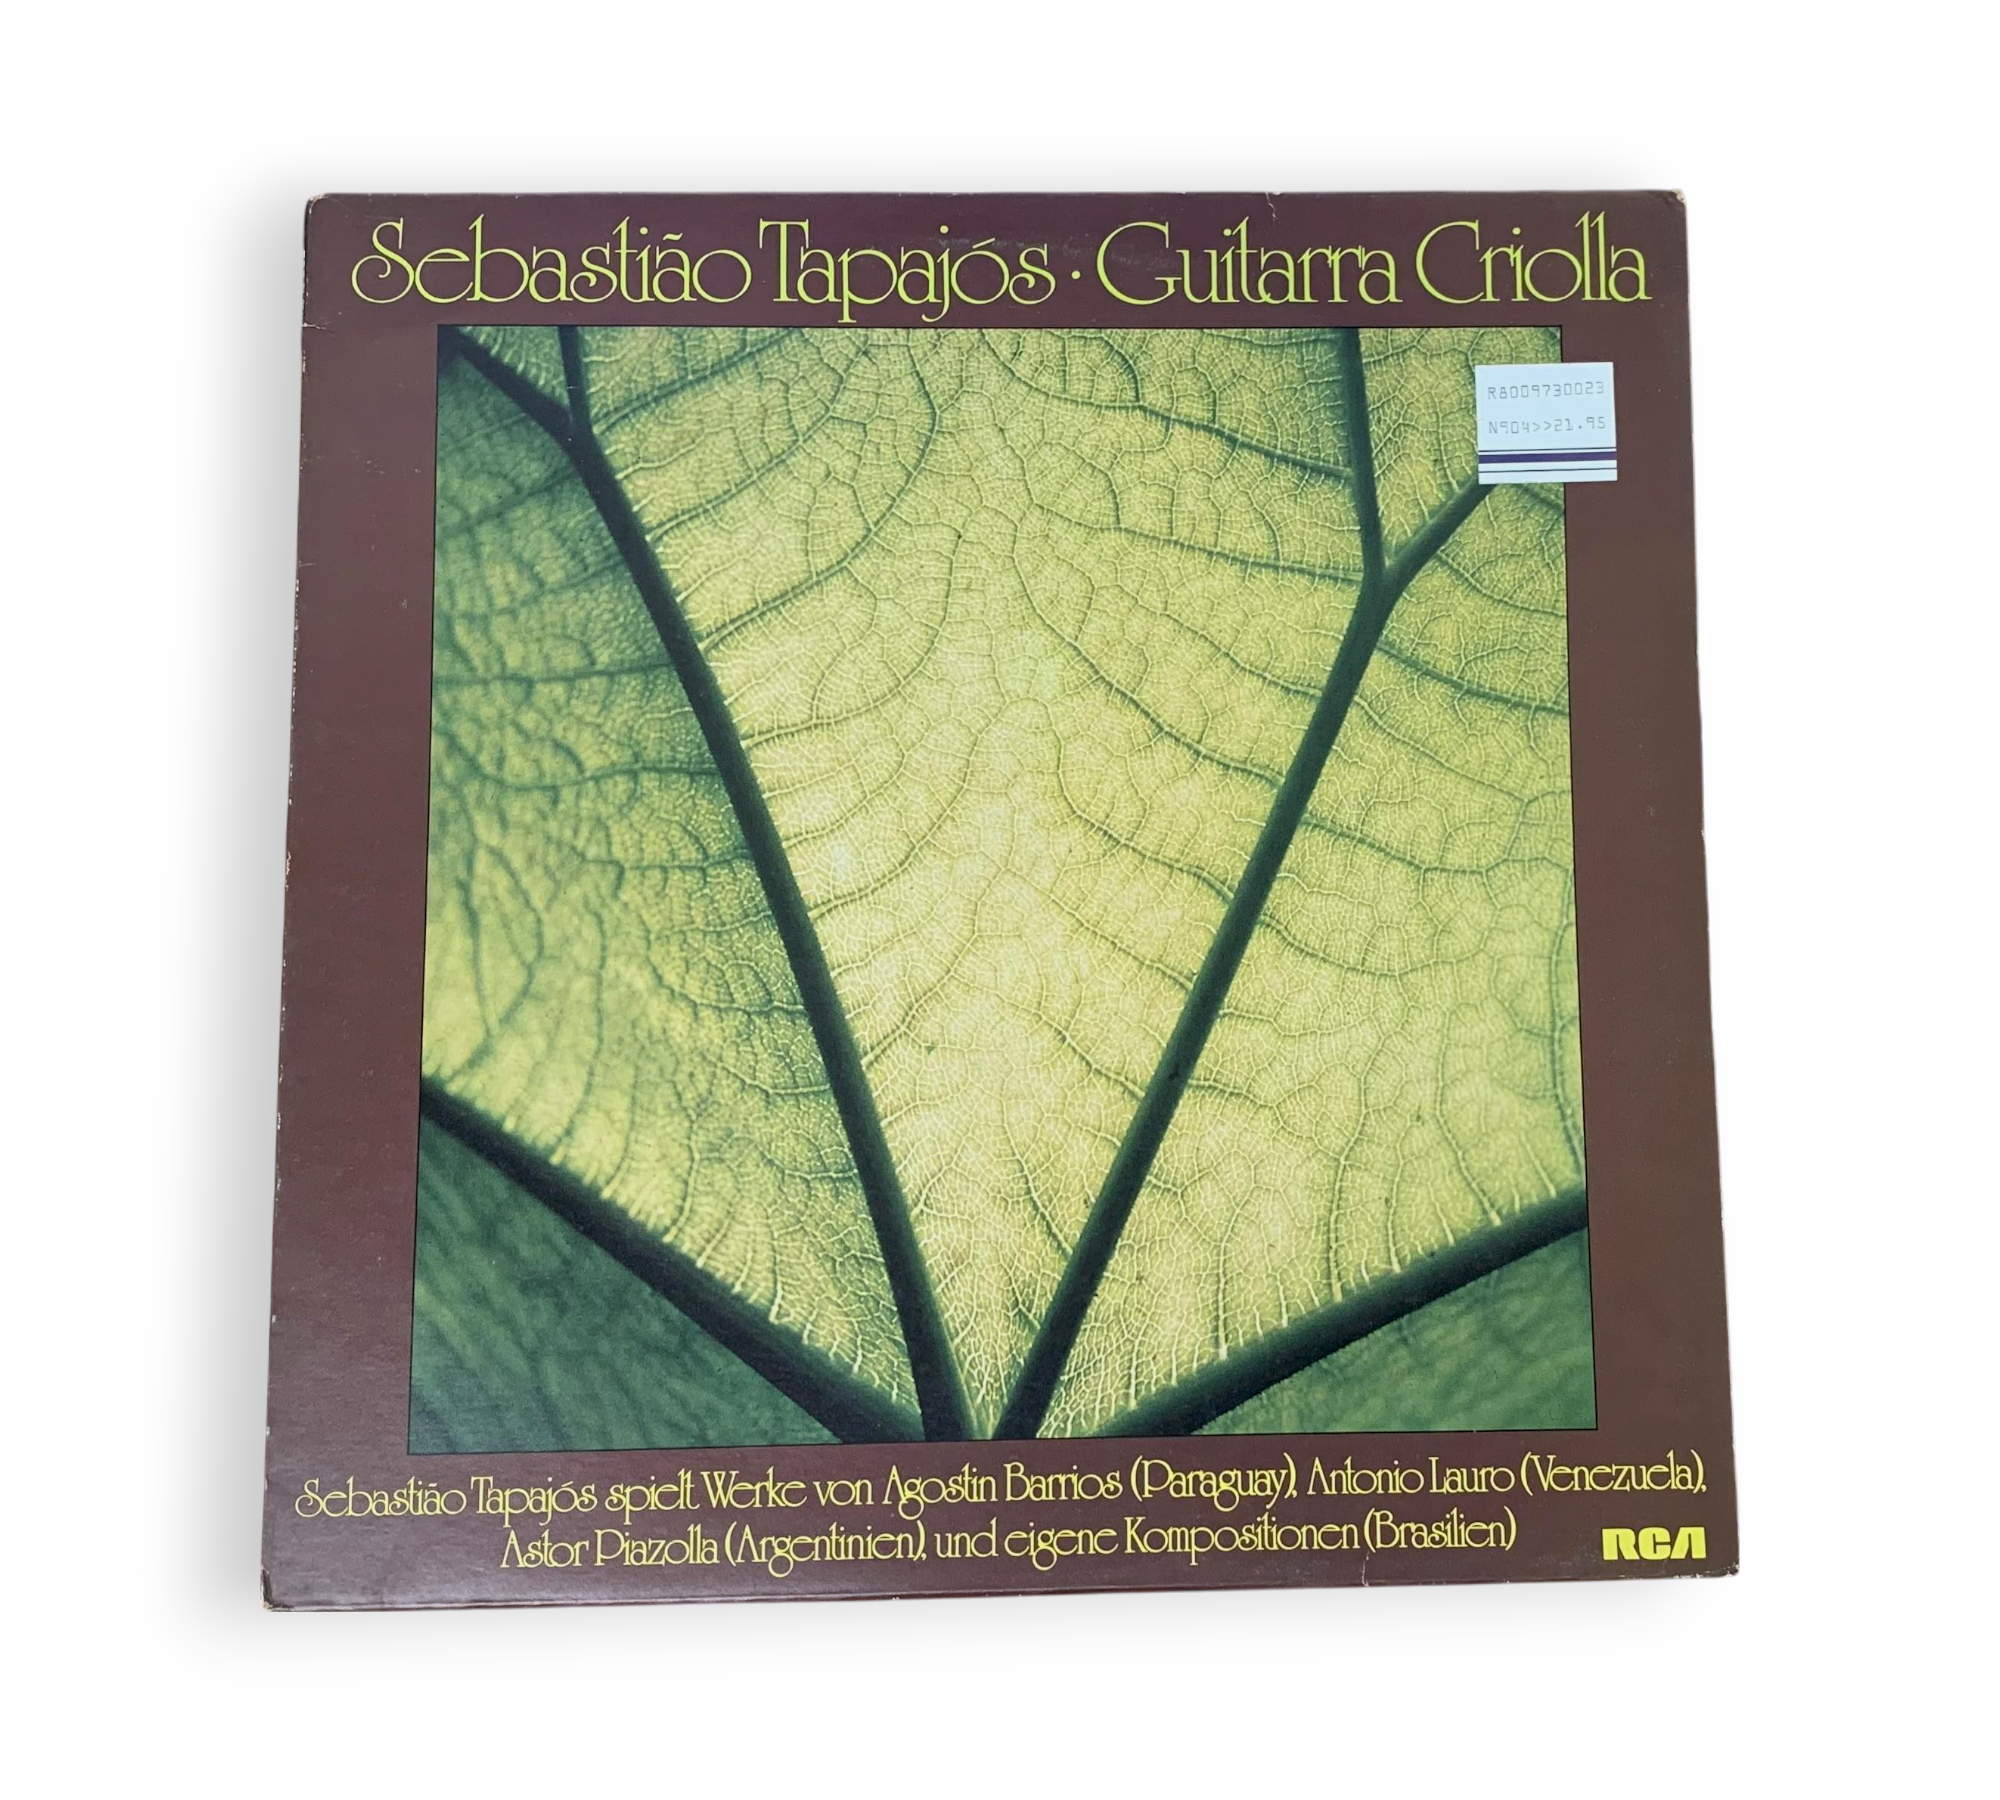 Sebastião Tapajós · Guitarra Criolla
R8009730023
N904>>21.95
Sebastião Tapajós spielt Werke von Agostin Barrios (Paraguay), Antonio Lauro (Venezuela),
Astor Piazolla (Argentinien), und eigene Kompositionen (Brasilien)
RCA